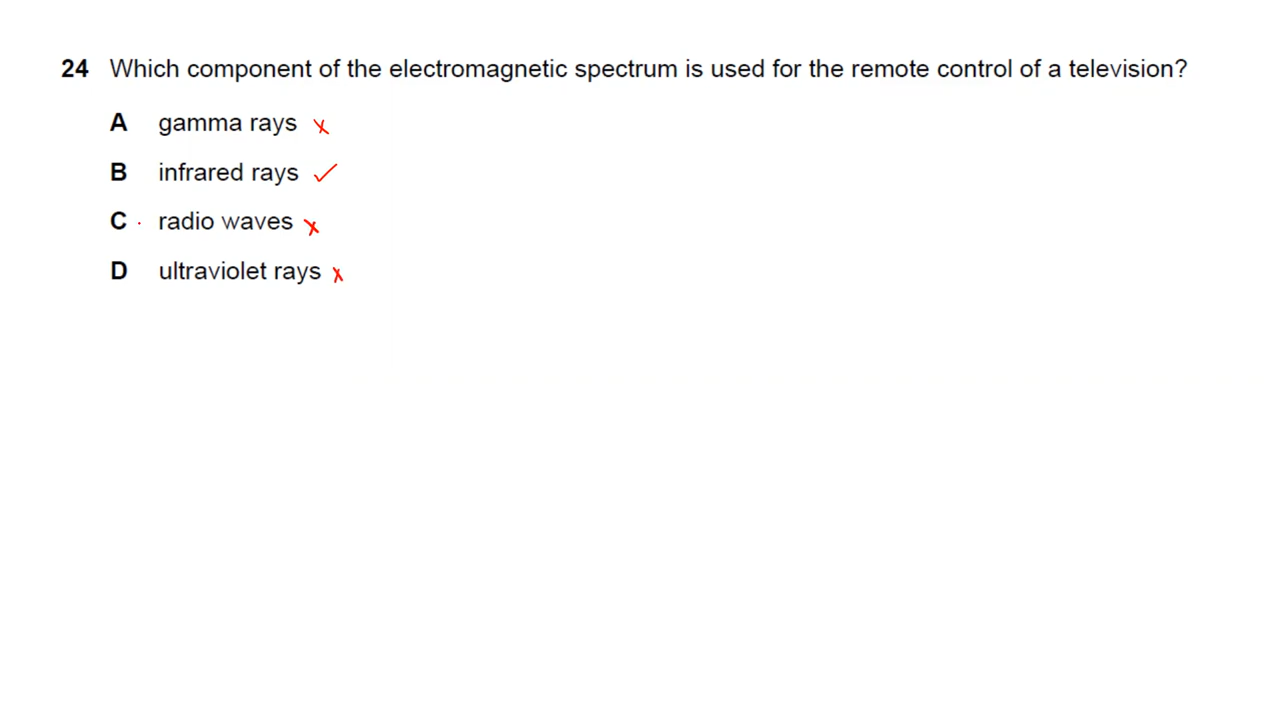 24 Which component of the electromagnetic spectrum is used for the remote control of a television?
A gamma rays x
B infrared rays ✓
C radio waves x
D ultraviolet rays x